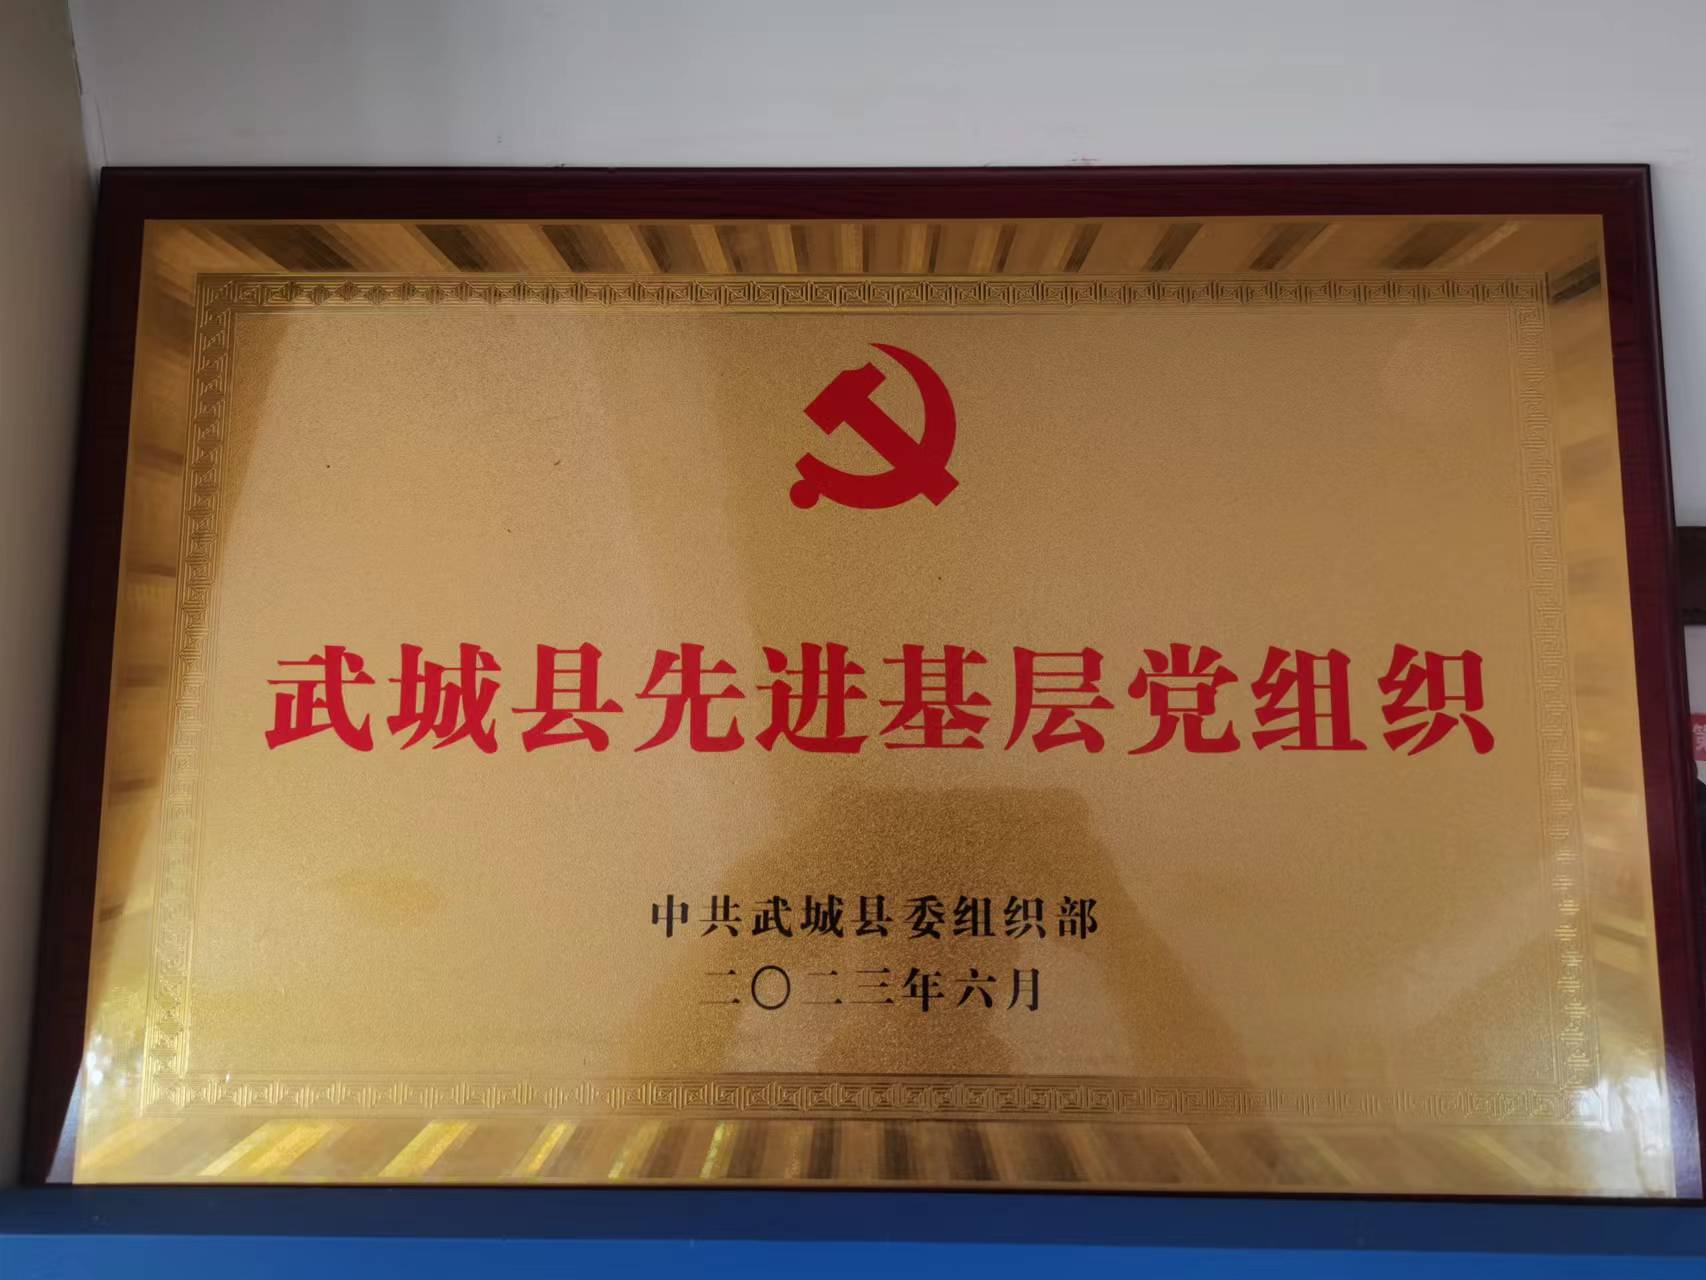 武城县先进基层党组织
中共武城县委组织部
二〇二三年六月